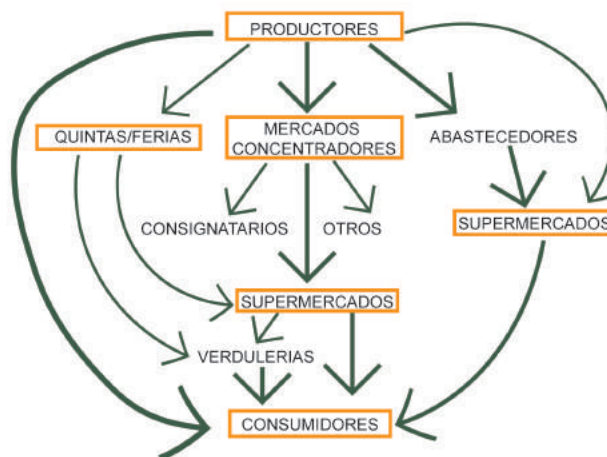 PRODUCTORES
QUINTAS/FERIAS
MERCADOS
CONCENTRADORES
ABASTECEDORES
CONSIGNATARIOS
OTROS
SUPERMERCADOS
SUPERMERCADOS
VERDULERIAS
CONSUMIDORES